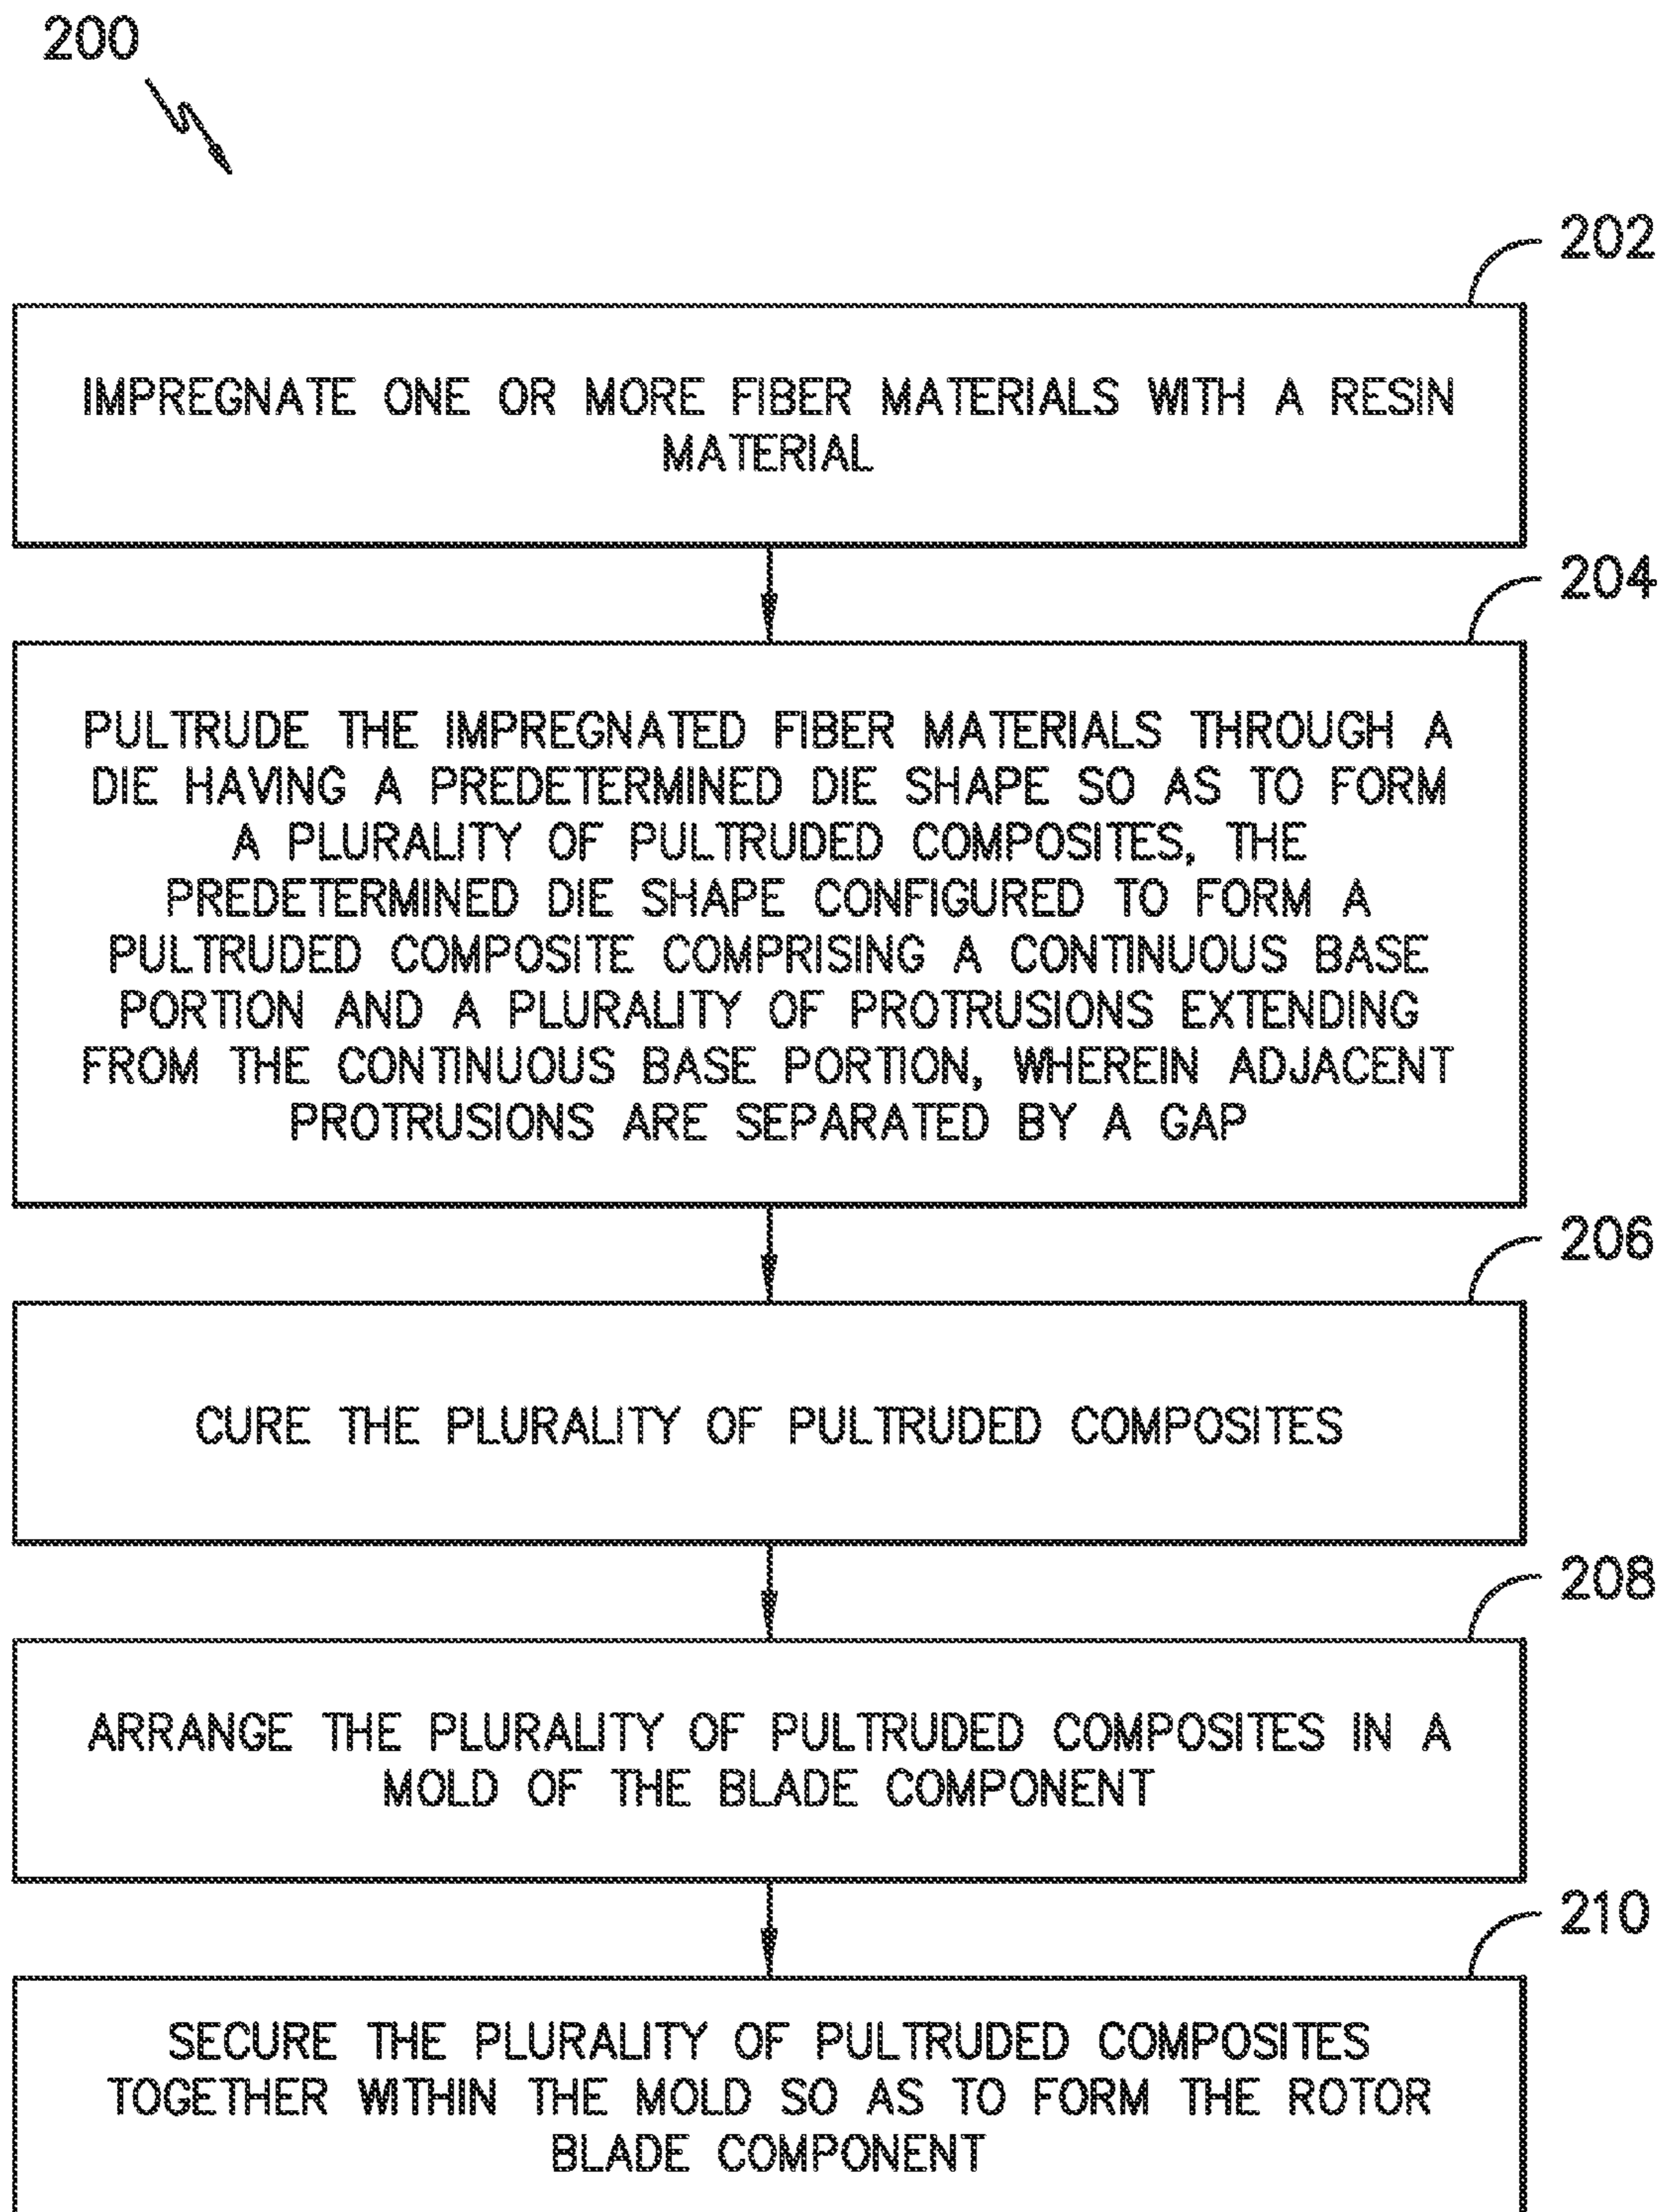 200
202
IMPREGNATE ONE OR MORE FIBER MATERIALS WITH A RESIN
MATERIAL
204
PULTRUDE THE IMPREGNATED FIBER MATERIALS THROUGH A
DIE HAVING A PREDETERMINED DIE SHAPE SO AS TO FORM
A PLURALITY OF PULTRUDED COMPOSITES, THE
PREDETERMINED DIE SHAPE CONFIGURED TO FORM A
PULTRUDED COMPOSITE COMPRISING A CONTINUOUS BASE
PORTION AND A PLURALITY OF PROTRUSIONS EXTENDING
FROM THE CONTINUOUS BASE PORTION, WHEREIN ADJACENT
PROTRUSIONS ARE SEPARATED BY A GAP
206
CURE THE PLURALITY OF PULTRUDED COMPOSITES
208
ARRANGE THE PLURALITY OF PULTRUDED COMPOSITES IN A
MOLD OF THE BLADE COMPONENT
210
SECURE THE PLURALITY OF PULTRUDED COMPOSITES
TOGETHER WITHIN THE MOLD SO AS TO FORM THE ROTOR
BLADE COMPONENT